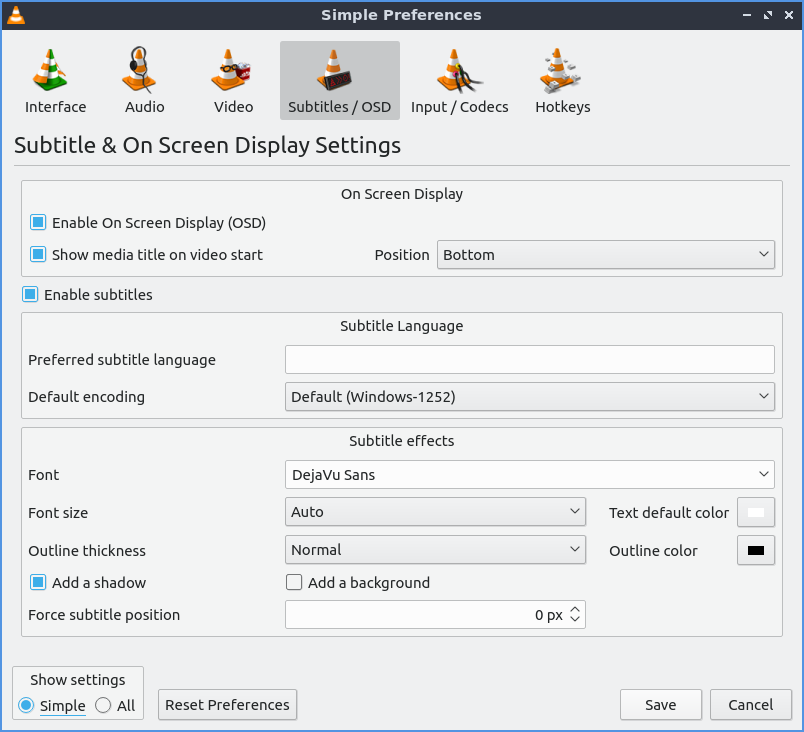 Simple Preferences
Interface Audio Video Subtitles / OSD Input / Codecs Hotkeys
Subtitle & On Screen Display Settings
On Screen Display
Enable On Screen Display (OSD)
Show media title on video start Position Bottom
Enable subtitles
Subtitle Language
Preferred subtitle language
Default encoding Default (Windows-1252)
Subtitle effects
Font DejaVu Sans
Font size Auto Text default color
Outline thickness Normal Outline color
Add a shadow Add a background
Force subtitle position 0 px
Show settings
Simple All Reset Preferences Save Cancel